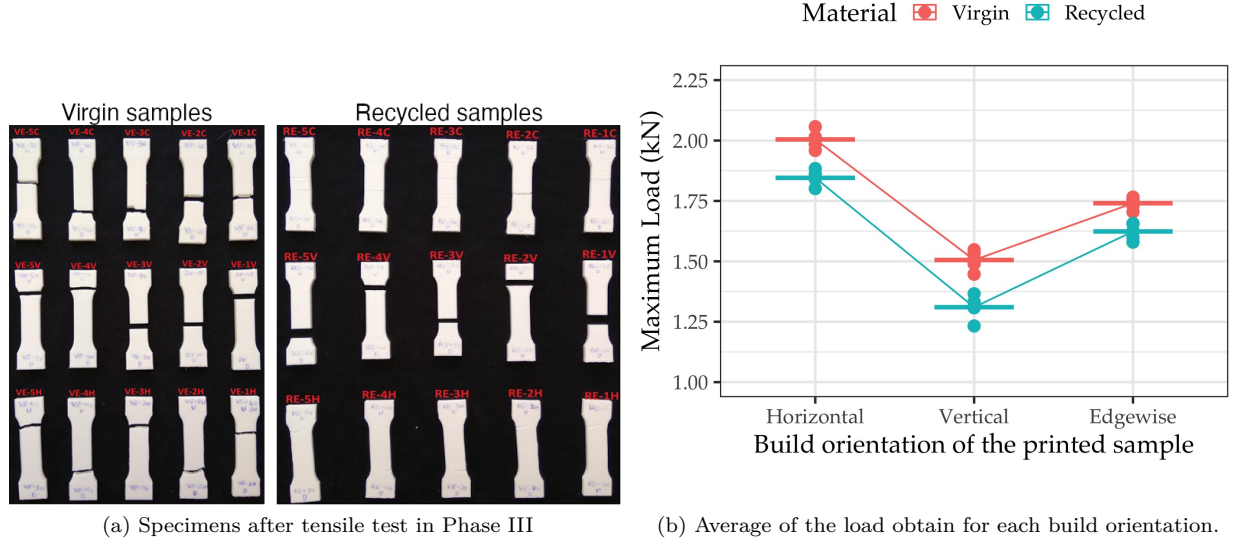 Virgin samples
VE-5C VE-4C VE-3C VE-2C VE-1C
VE-5V VE-4V VE-3V VE-2V VE-1V
VE-5H VE-4H VE-3H VE-2H VE-1H
Recycled samples
RE-5C RE-4C RE-3C RE-2C RE-1C
RE-5V RE-4V RE-3V RE-2V RE-1V
RE-5H RE-4H RE-3H RE-2H RE-1H
(a) Specimens after tensile test in Phase III
Material Virgin Recycled
Maximum Load (kN)
2.25
2.00
1.75
1.50
1.25
1.00
Horizontal Vertical Edgewise
Build orientation of the printed sample
(b) Average of the load obtain for each build orientation.